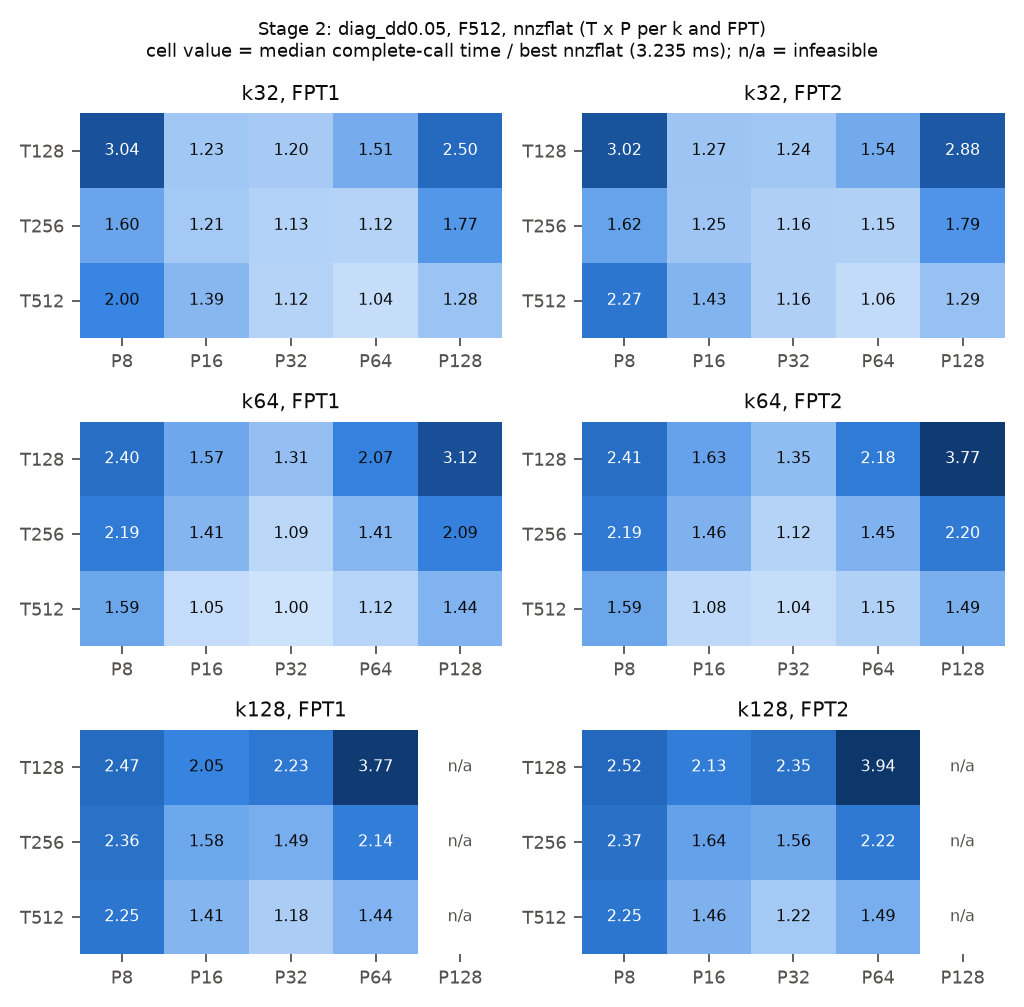 Stage 2: diag_dd0.05, F512, nnzflat (T x P per k and FPT)
cell value = median complete-call time / best nnzflat (3.235 ms); n/a = infeasible
k32, FPT1
T128 3.04 1.23 1.20 1.51 2.50
T256 1.60 1.21 1.13 1.12 1.77
T512 2.00 1.39 1.12 1.04 1.28
P8 P16 P32 P64 P128
k32, FPT2
T128 3.02 1.27 1.24 1.54 2.88
T256 1.62 1.25 1.16 1.15 1.79
T512 2.27 1.43 1.16 1.06 1.29
P8 P16 P32 P64 P128
k64, FPT1
T128 2.40 1.57 1.31 2.07 3.12
T256 2.19 1.41 1.09 1.41 2.09
T512 1.59 1.05 1.00 1.12 1.44
P8 P16 P32 P64 P128
k64, FPT2
T128 2.41 1.63 1.35 2.18 3.77
T256 2.19 1.46 1.12 1.45 2.20
T512 1.59 1.08 1.04 1.15 1.49
P8 P16 P32 P64 P128
k128, FPT1
T128 2.47 2.05 2.23 3.77 n/a
T256 2.36 1.58 1.49 2.14 n/a
T512 2.25 1.41 1.18 1.44 n/a
P8 P16 P32 P64 P128
k128, FPT2
T128 2.52 2.13 2.35 3.94 n/a
T256 2.37 1.64 1.56 2.22 n/a
T512 2.25 1.46 1.22 1.49 n/a
P8 P16 P32 P64 P128